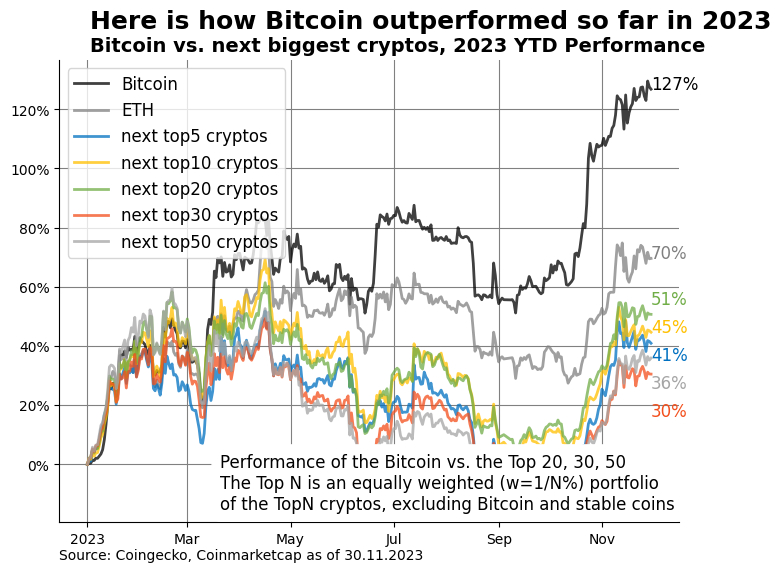 Here is how Bitcoin outperformed so far in 2023
Bitcoin vs. next biggest cryptos, 2023 YTD Performance
Bitcoin
ETH
next top5 cryptos
next top10 cryptos
next top20 cryptos
next top30 cryptos
next top50 cryptos
120%
100%
80%
60%
40%
20%
0%
127%
70%
51%
45%
41%
36%
30%
Performance of the Bitcoin vs. the Top 20, 30, 50
The Top N is an equally weighted (w=1/N%) portfolio
of the TopN cryptos, excluding Bitcoin and stable coins
2023 Mar May Jul Sep Nov
Source: Coingecko, Coinmarketcap as of 30.11.2023